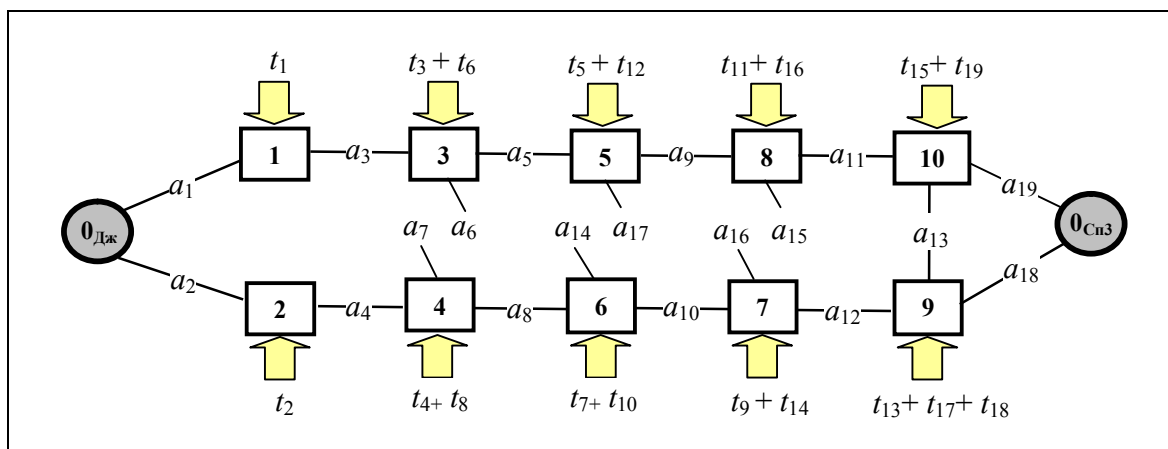 t1 t3 + t6 t5 + t12 t11+ t16 t15+ t19
1 a3 3 a5 5 a9 8 a11 10
a1 a19
0Дж a7 a6 a14 a17 a16 a15 a13 0Сп3
a2 a18
2 a4 4 a8 6 a10 7 a12 9
t2 t4+ t8 t7+ t10 t9 + t14 t13+ t17+ t18